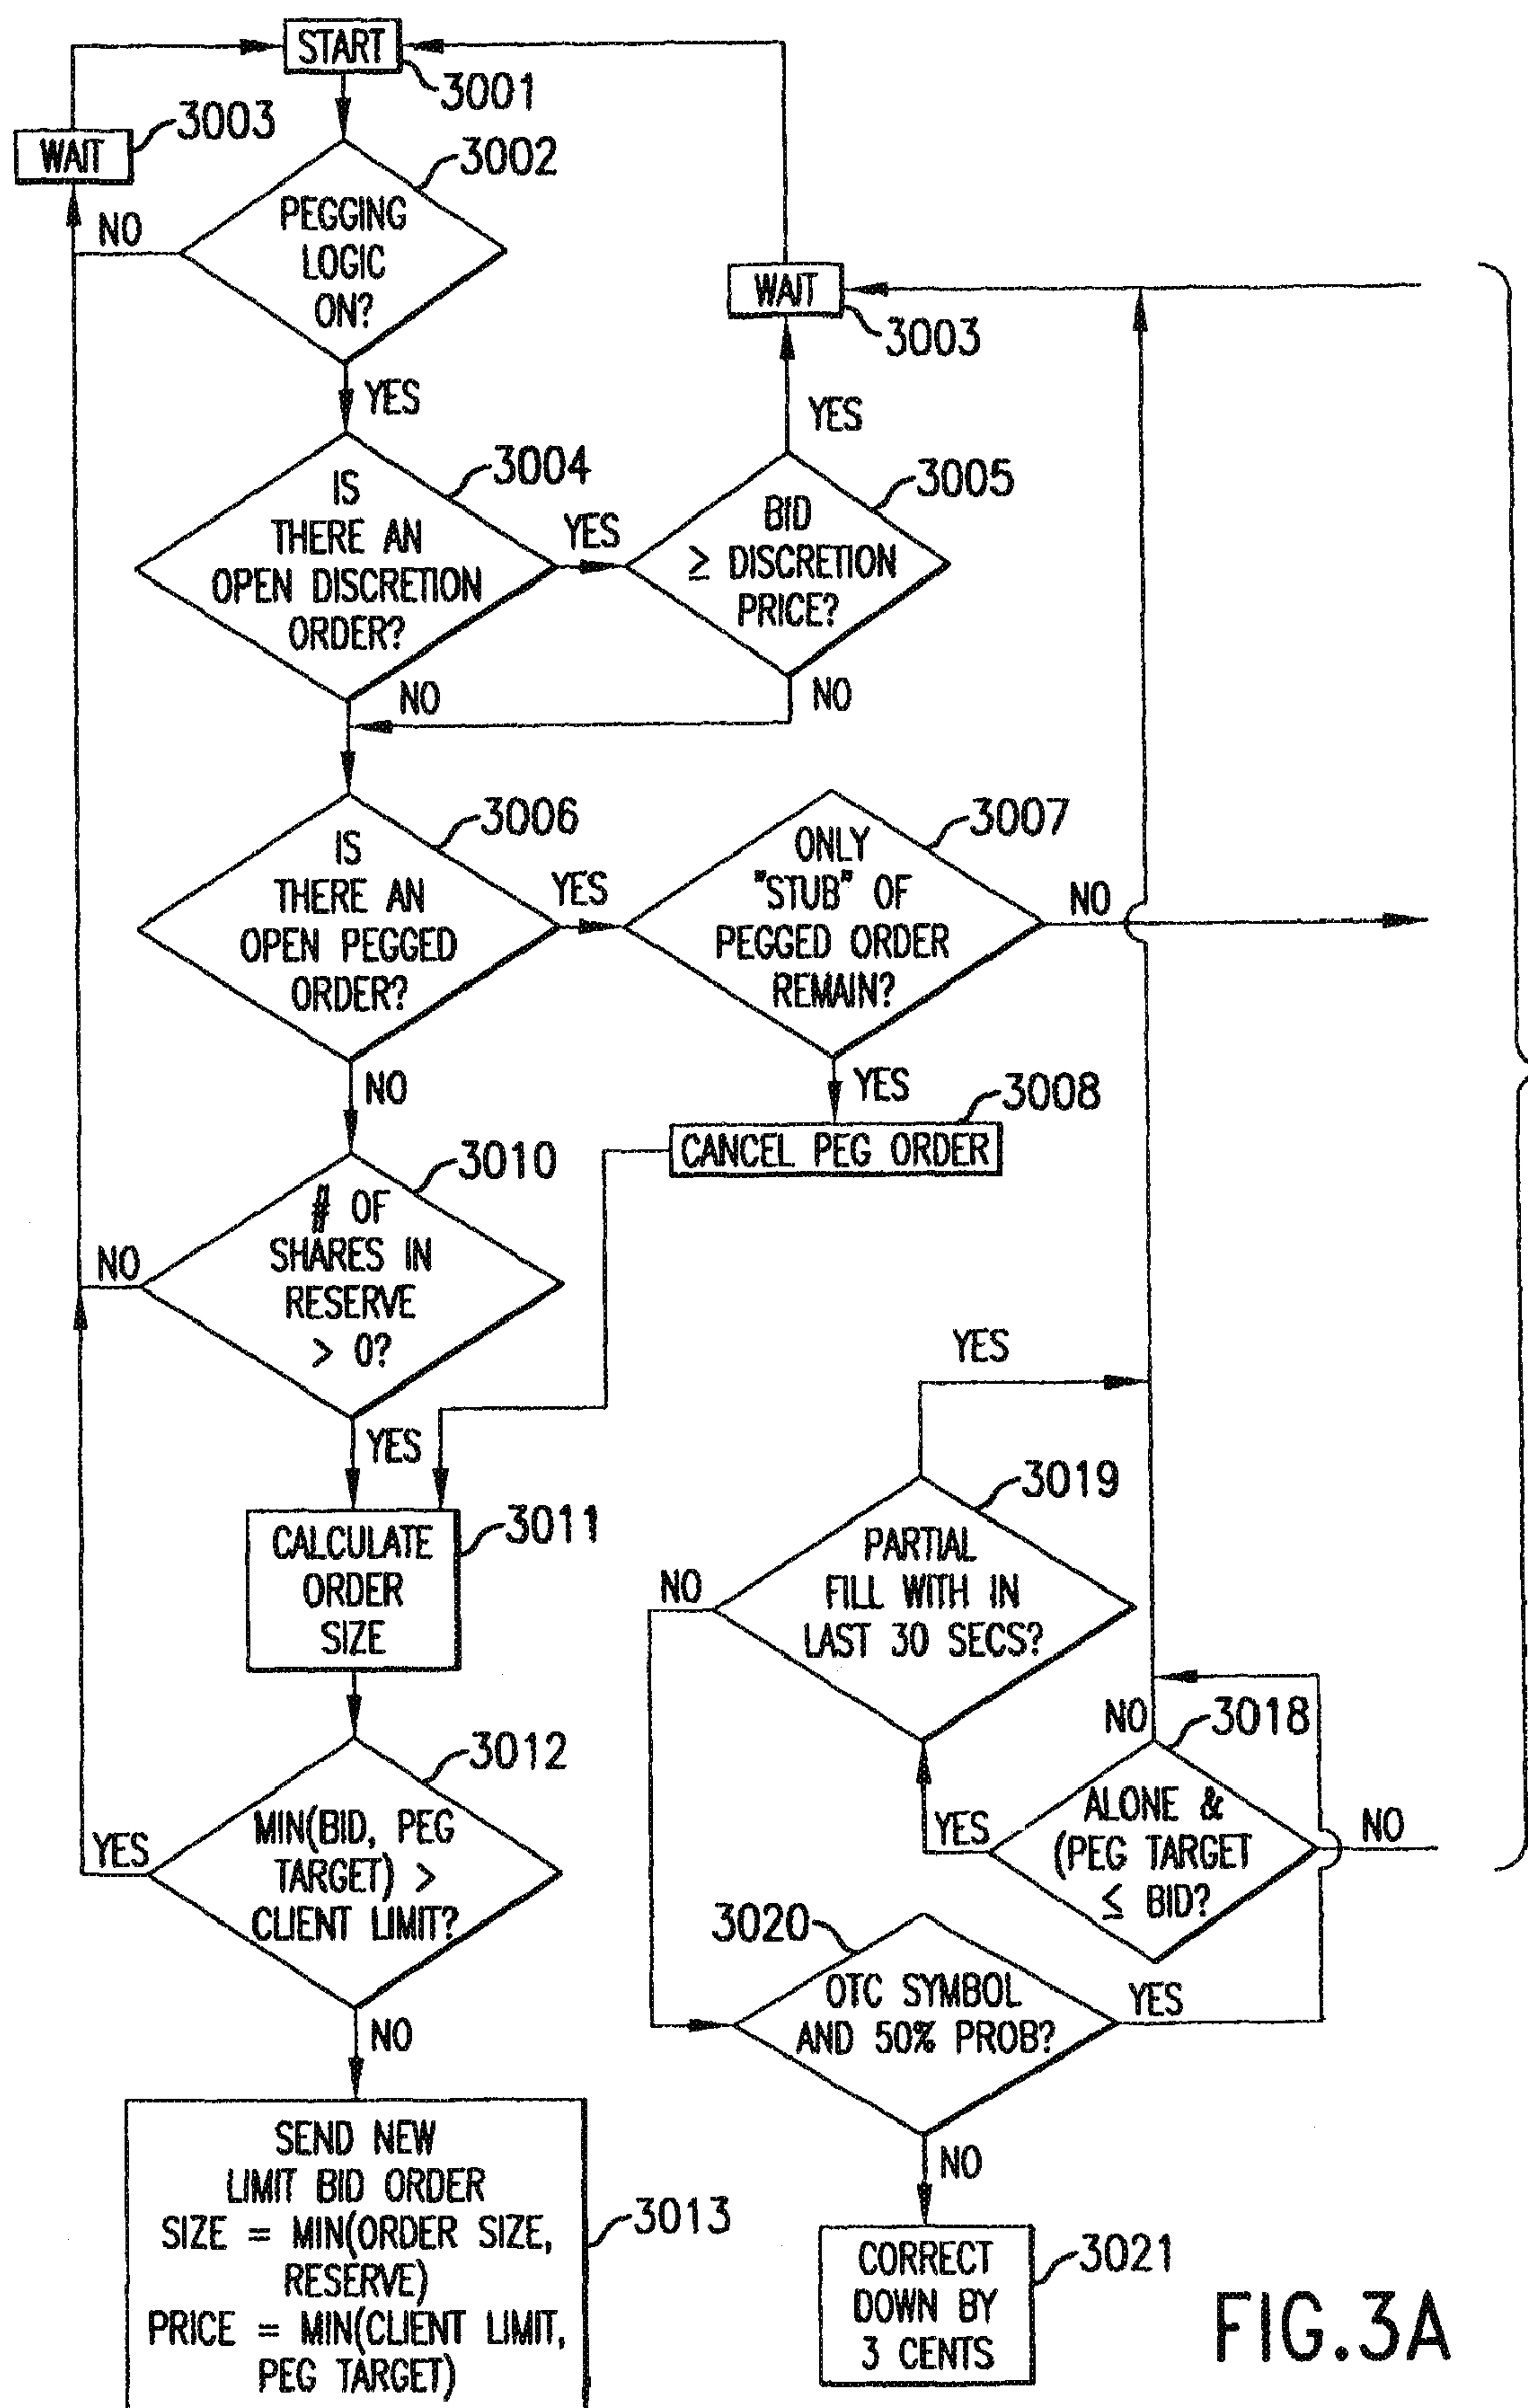 START
3001
WAIT
3003
3002
PEGGING
LOGIC
ON?
NO
YES
WAIT
3003
YES
IS
THERE AN
OPEN DISCRETION
ORDER?
3004
YES
BID
≥ DISCRETION
PRICE?
3005
NO
NO
IS
THERE AN
OPEN PEGGED
ORDER?
3006
YES
ONLY
"STUB" OF
PEGGED ORDER
REMAIN?
3007
NO
NO
YES
3008
CANCEL PEG ORDER
# OF
SHARES IN
RESERVE
> 0?
3010
NO
YES
CALCULATE
ORDER
SIZE
3011
MIN(BID, PEG
TARGET) >
CLIENT LIMIT?
3012
YES
NO
SEND NEW
LIMIT BID ORDER
SIZE = MIN(ORDER SIZE,
RESERVE)
PRICE = MIN(CLIENT LIMIT,
PEG TARGET)
3013
YES
3019
PARTIAL
FILL WITH IN
LAST 30 SECS?
NO
NO
3018
ALONE &
(PEG TARGET
≤ BID?
YES
NO
3020
OTC SYMBOL
AND 50% PROB?
YES
NO
CORRECT
DOWN BY
3 CENTS
3021
FIG.3A